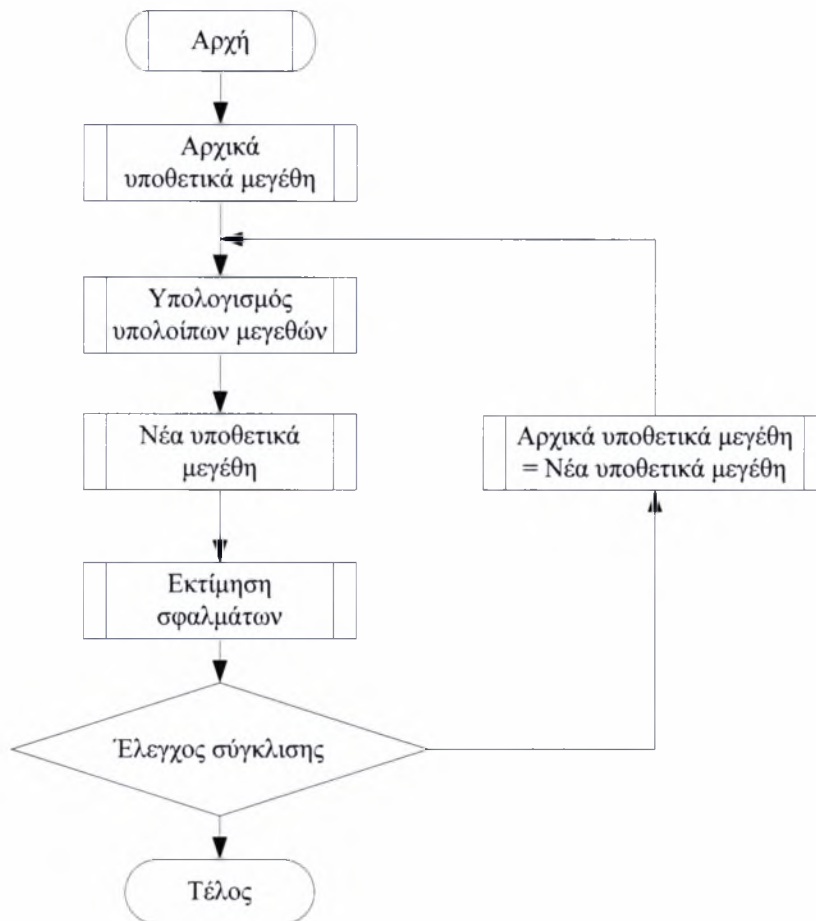 Αρχή
Αρχικά
υποθετικά μεγέθη
Υπολογισμός
υπολοίπων μεγεθών
Νέα υποθετικά
μεγέθη
Αρχικά υποθετικά μεγέθη
= Νέα υποθετικά μεγέθη
Εκτίμηση
σφαλμάτων
Έλεγχος σύγκλισης
Τέλος